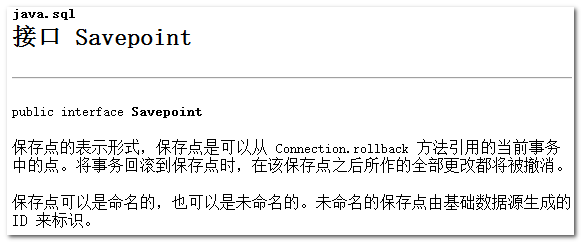 java.sql
接口 Savepoint
public interface Savepoint
保存点的表示形式，保存点是可以从 Connection.rollback 方法引用的当前事务
中的点。将事务回滚到保存点时，在该保存点之后所作的全部更改都将被撤消。
保存点可以是命名的，也可以是未命名的。未命名的保存点由基础数据源生成的
ID 来标识。